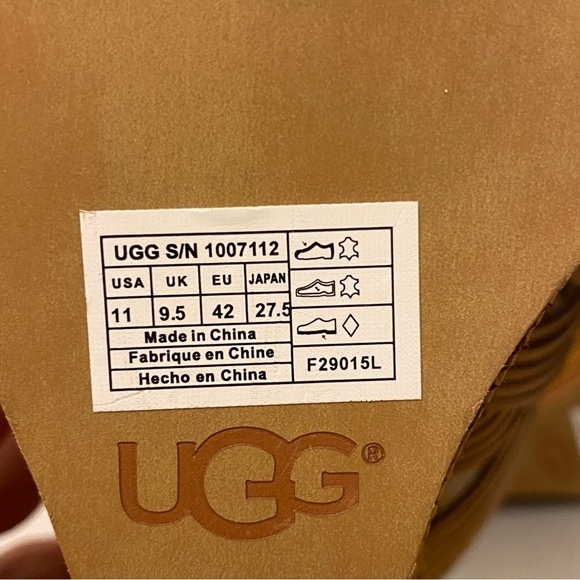 UGG S/N 1007112
USA UK EU JAPAN
11 9.5 42 27.5
Made in China
Fabrique en Chine
Hecho en China
F29015L
UGG®